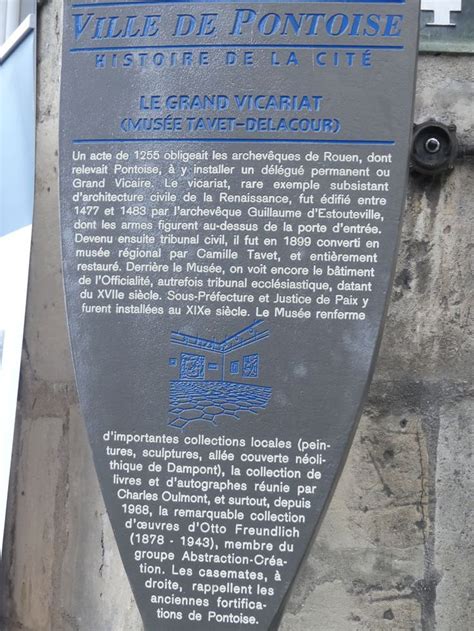 VILLE DE PONTOISE
HISTOIRE DE LA CITÉ
LE GRAND VICARIAT
(MUSÉE TAVET-DELACOUR)
Un acte de 1255 obligeait les archevêques de Rouen, dont
relevait Pontoise, à y installer un délégué permanent ou
Grand Vicaire. Le vicariat, rare exemple subsistant
d'architecture civile de la Renaissance, fut édifié entre
1477 et 1483 par l'archevêque Guillaume d'Estouteville,
dont les armes figurent au-dessus de la porte d'entrée.
Devenu ensuite tribunal civil, il fut en 1899 converti en
musée régional par Camille Tavet, et entièrement
restauré. Derrière le Musée, on voit encore le bâtiment
de l'Officialité, autrefois tribunal ecclésiastique, datant
du XVIIe siècle. Sous-Préfecture et Justice de Paix y
furent installées au XIXe siècle. Le Musée renferme
d'importantes collections locales (pein-
tures, sculptures, allée couverte néoli-
thique de Dampont), la collection de
livres et d'autographes réunie par
Charles Oulmont, et surtout, depuis
1968, la remarquable collection
d'œuvres d'Otto Freundlich
(1878 - 1943), membre du
groupe Abstraction-Créa-
tion. Les casemates, à
droite, rappellent les
anciennes fortifica-
tions de Pontoise.